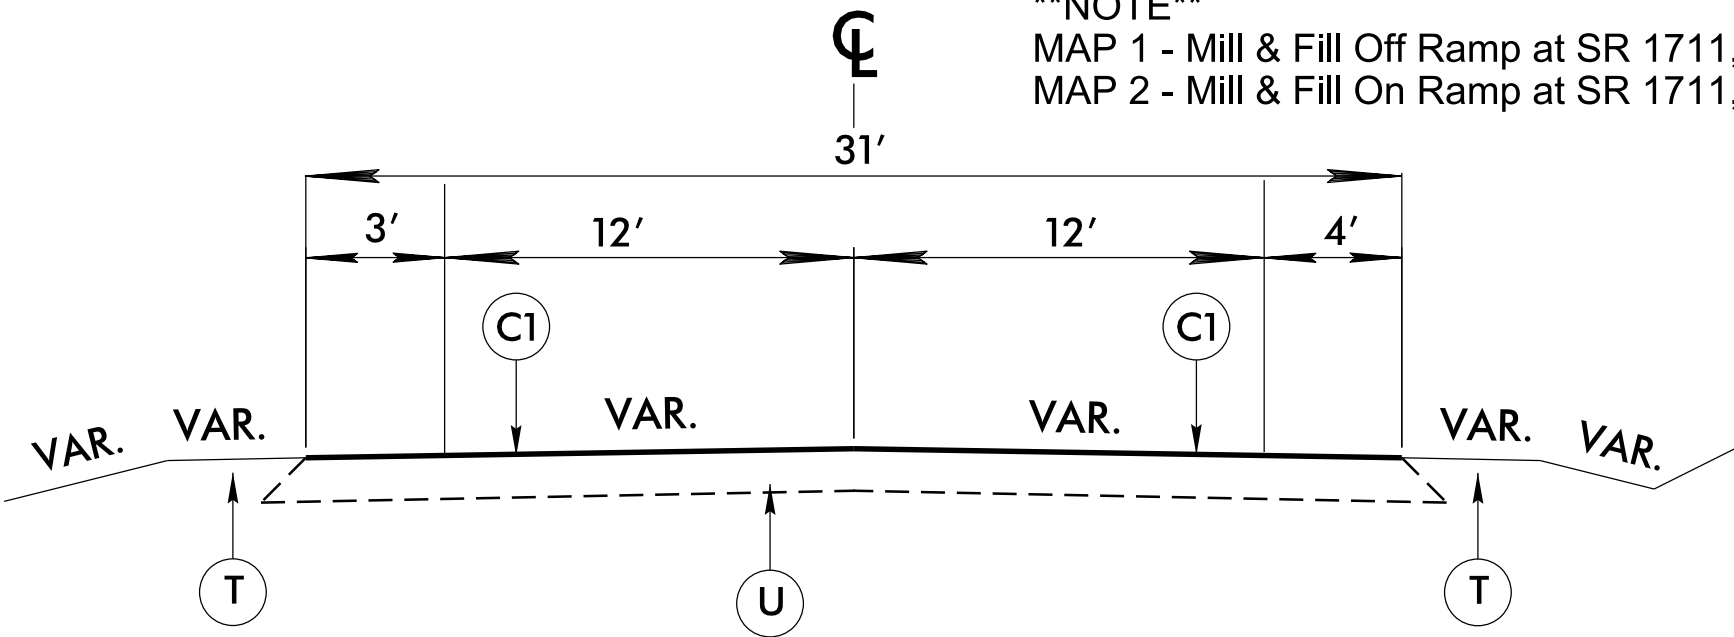 **NOTE**
MAP 1 - Mill & Fill Off Ramp at SR 1711,
MAP 2 - Mill & Fill On Ramp at SR 1711,
℄
31′
3′ 12′ 12′ 4′
C1 C1
VAR. VAR. VAR. VAR. VAR. VAR.
T U T